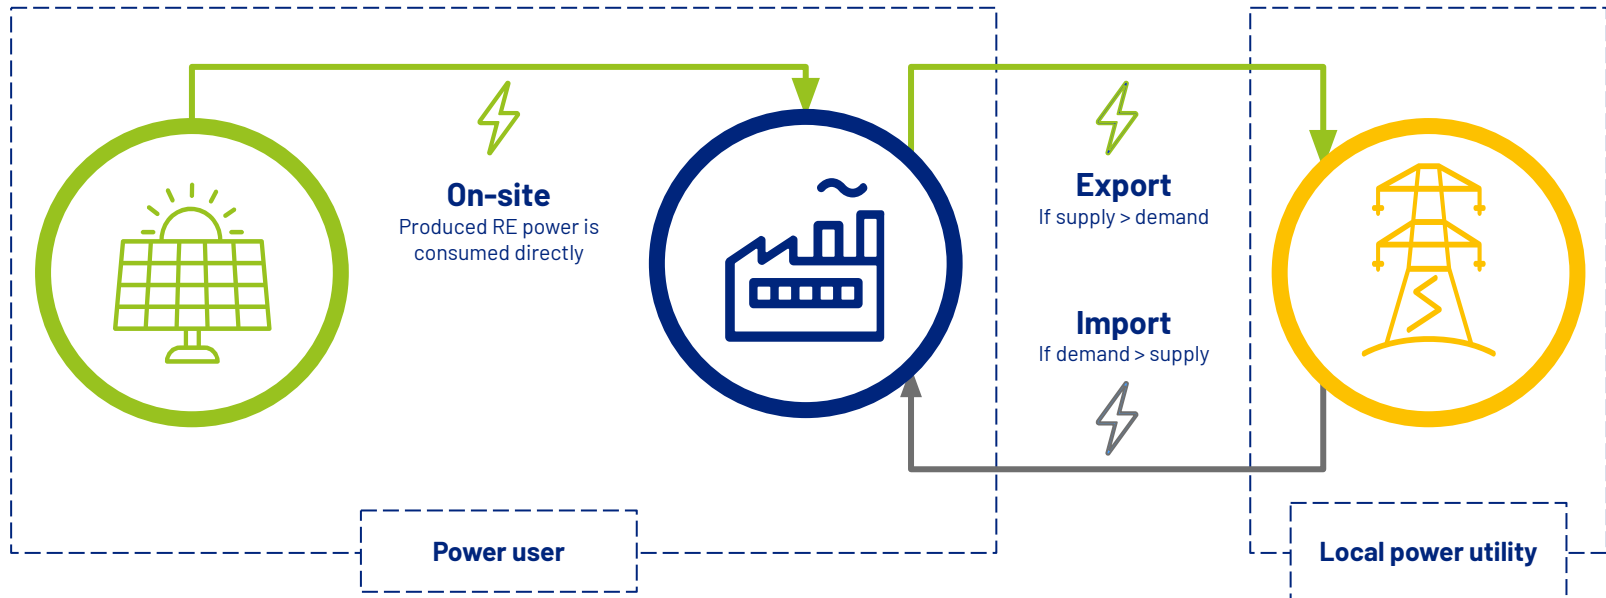 On-site
Produced RE power is
consumed directly
Export
If supply > demand
Import
If demand > supply
Power user
Local power utility